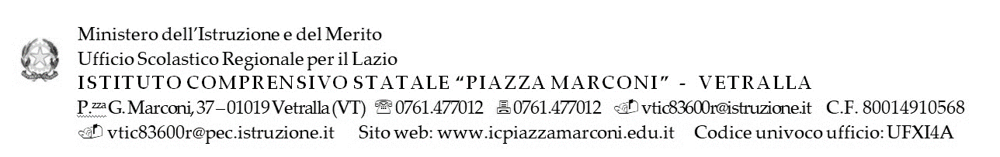 Ministero dell’Istruzione e del Merito
Ufficio Scolastico Regionale per il Lazio
ISTITUTO COMPRENSIVO STATALE “PIAZZA MARCONI” - VETRALLA
P.zza G. Marconi, 37 – 01019 Vetralla (VT) ☏ 0761.477012 0761.477012 vtic83600r@istruzione.it C.F. 80014910568
vtic83600r@pec.istruzione.it Sito web: www.icpiazzamarconi.edu.it Codice univoco ufficio: UFXI4A